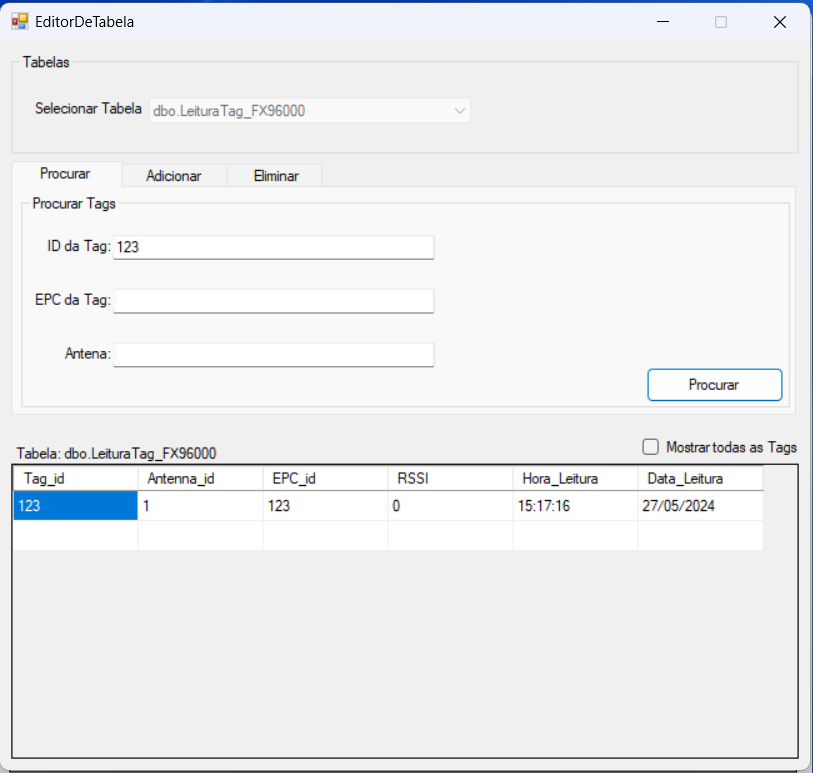 EditorDeTabela
Tabelas
Selecionar Tabela dbo.LeituraTag_FX96000
Procurar Adicionar Eliminar
Procurar Tags
ID da Tag: 123
EPC da Tag:
Antena:
Procurar
Tabela: dbo.LeituraTag_FX96000 Mostrar todas as Tags
Tag_id Antenna_id EPC_id RSSI Hora_Leitura Data_Leitura
123 1 123 0 15:17:16 27/05/2024